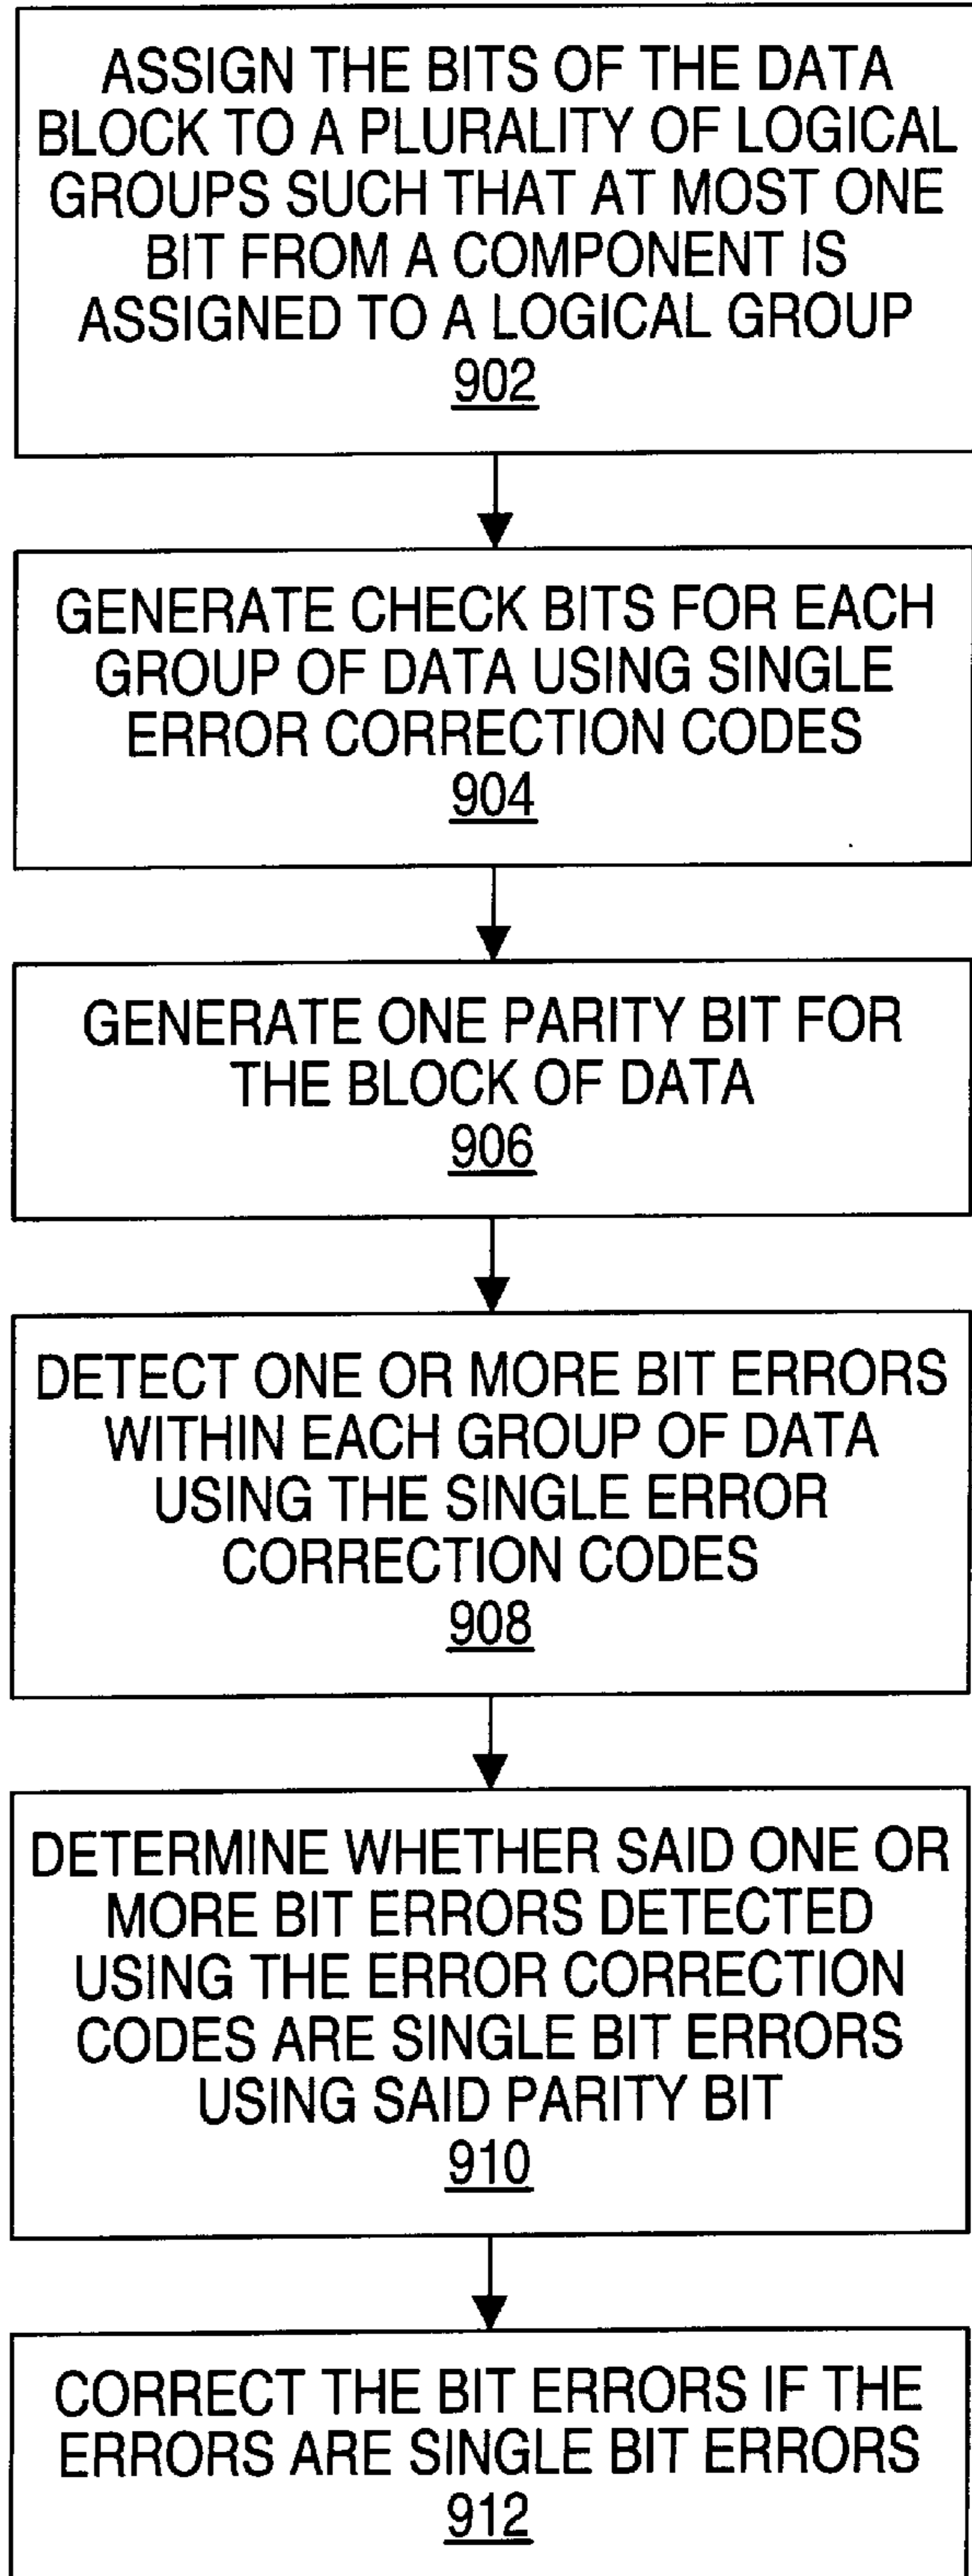 ASSIGN THE BITS OF THE DATA
BLOCK TO A PLURALITY OF LOGICAL
GROUPS SUCH THAT AT MOST ONE
BIT FROM A COMPONENT IS
ASSIGNED TO A LOGICAL GROUP
902
GENERATE CHECK BITS FOR EACH
GROUP OF DATA USING SINGLE
ERROR CORRECTION CODES
904
GENERATE ONE PARITY BIT FOR
THE BLOCK OF DATA
906
DETECT ONE OR MORE BIT ERRORS
WITHIN EACH GROUP OF DATA
USING THE SINGLE ERROR
CORRECTION CODES
908
DETERMINE WHETHER SAID ONE OR
MORE BIT ERRORS DETECTED
USING THE ERROR CORRECTION
CODES ARE SINGLE BIT ERRORS
USING SAID PARITY BIT
910
CORRECT THE BIT ERRORS IF THE
ERRORS ARE SINGLE BIT ERRORS
912